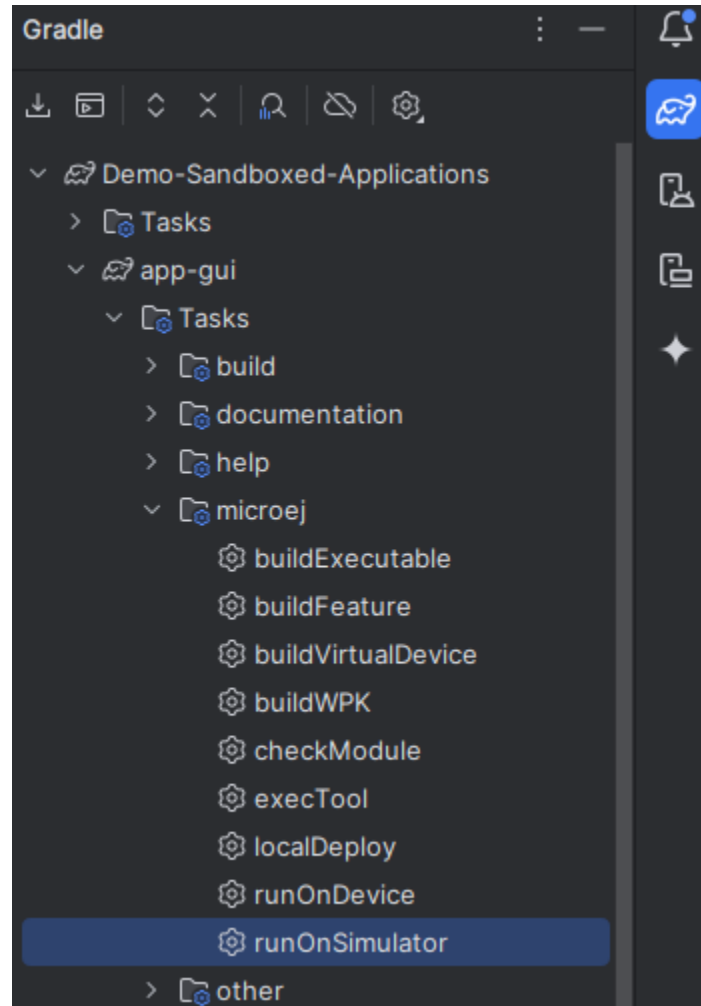 Gradle
Demo-Sandboxed-Applications
Tasks
app-gui
Tasks
build
documentation
help
microej
buildExecutable
buildFeature
buildVirtualDevice
buildWPK
checkModule
execTool
localDeploy
runOnDevice
runOnSimulator
other